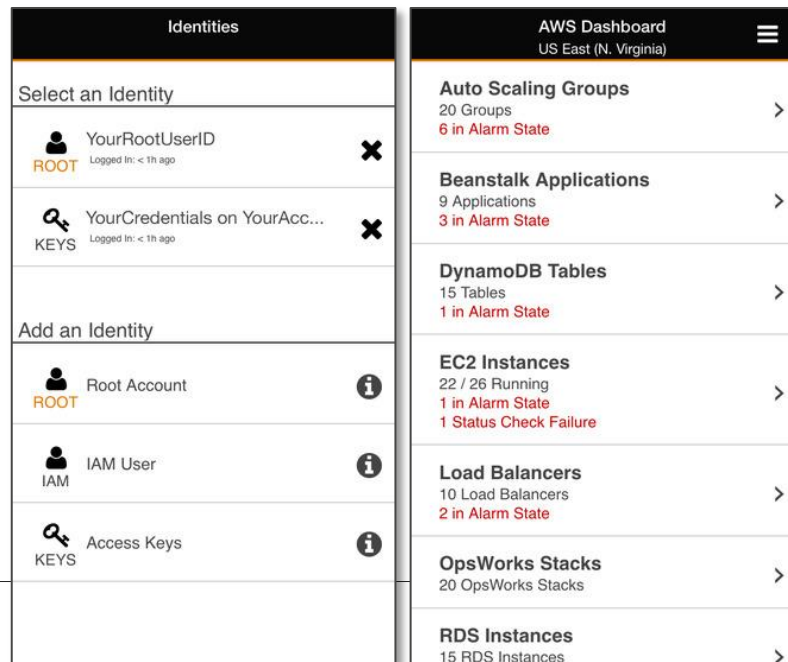 Identities
Select an Identity
YourRootUserID
ROOT
Logged In: < 1h ago
YourCredentials on YourAcc...
KEYS
Logged In: < 1h ago
Add an Identity
ROOT
Root Account
IAM
IAM User
KEYS
Access Keys
AWS Dashboard
US East (N. Virginia)
Auto Scaling Groups
20 Groups
6 in Alarm State
Beanstalk Applications
9 Applications
3 in Alarm State
DynamoDB Tables
15 Tables
1 in Alarm State
EC2 Instances
22 / 26 Running
1 in Alarm State
1 Status Check Failure
Load Balancers
10 Load Balancers
2 in Alarm State
OpsWorks Stacks
20 OpsWorks Stacks
RDS Instances
15 RDS Instances